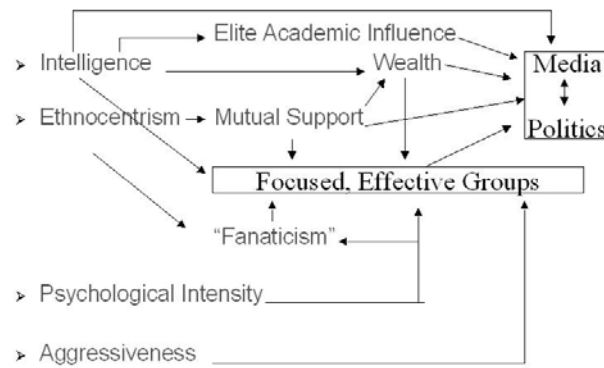 Elite Academic Influence
Intelligence Wealth Media
Ethnocentrism Mutual Support Politics
Focused, Effective Groups
“Fanaticism”
Psychological Intensity
Aggressiveness